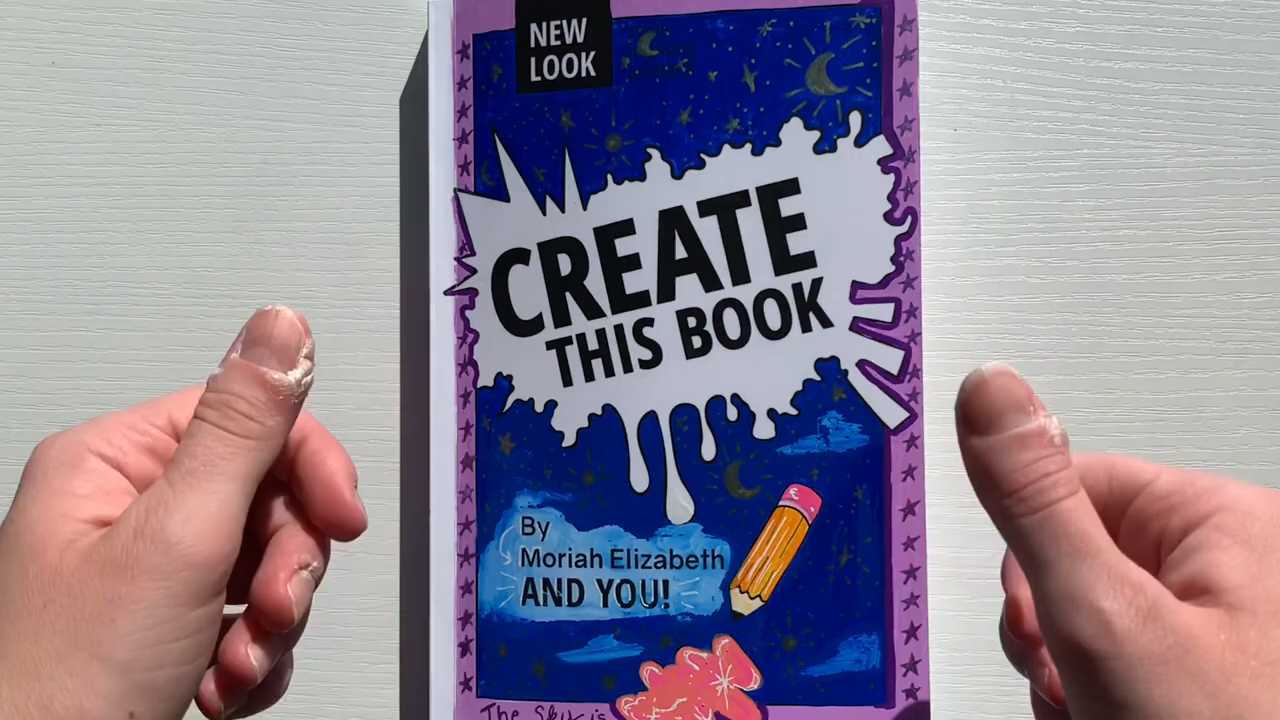 NEW
LOOK
CREATE
THIS BOOK
By
Moriah Elizabeth
AND YOU!
The Sky is